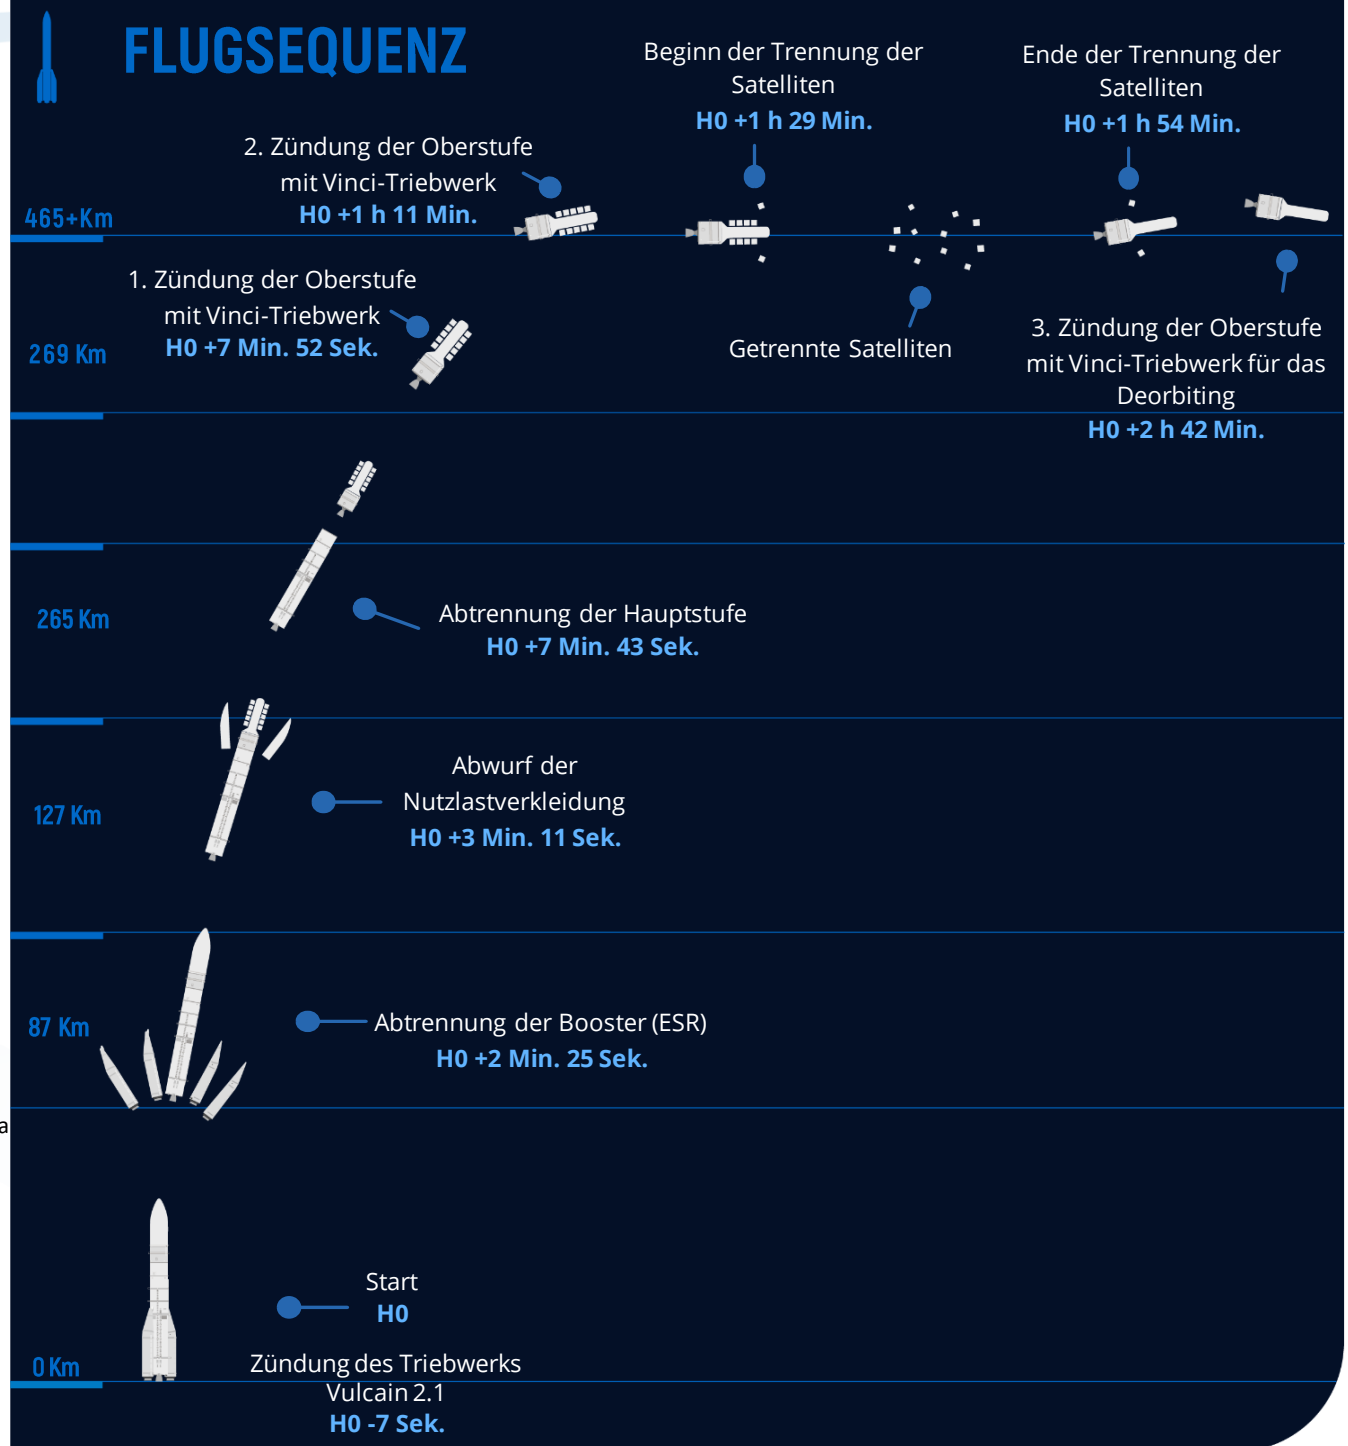 FLUGSEQUENZ
Beginn der Trennung der
Satelliten
H0 +1 h 29 Min.
Ende der Trennung der
Satelliten
H0 +1 h 54 Min.
2. Zündung der Oberstufe
mit Vinci-Triebwerk
H0 +1 h 11 Min.
465+Km
1. Zündung der Oberstufe
mit Vinci-Triebwerk
H0 +7 Min. 52 Sek.
269 Km
Getrennte Satelliten
3. Zündung der Oberstufe
mit Vinci-Triebwerk für das
Deorbiting
H0 +2 h 42 Min.
265 Km
Abtrennung der Hauptstufe
H0 +7 Min. 43 Sek.
127 Km
Abwurf der
Nutzlastverkleidung
H0 +3 Min. 11 Sek.
87 Km
Abtrennung der Booster (ESR)
H0 +2 Min. 25 Sek.
a
Start
H0
0 Km
Zündung des Triebwerks
Vulcain 2.1
H0 -7 Sek.